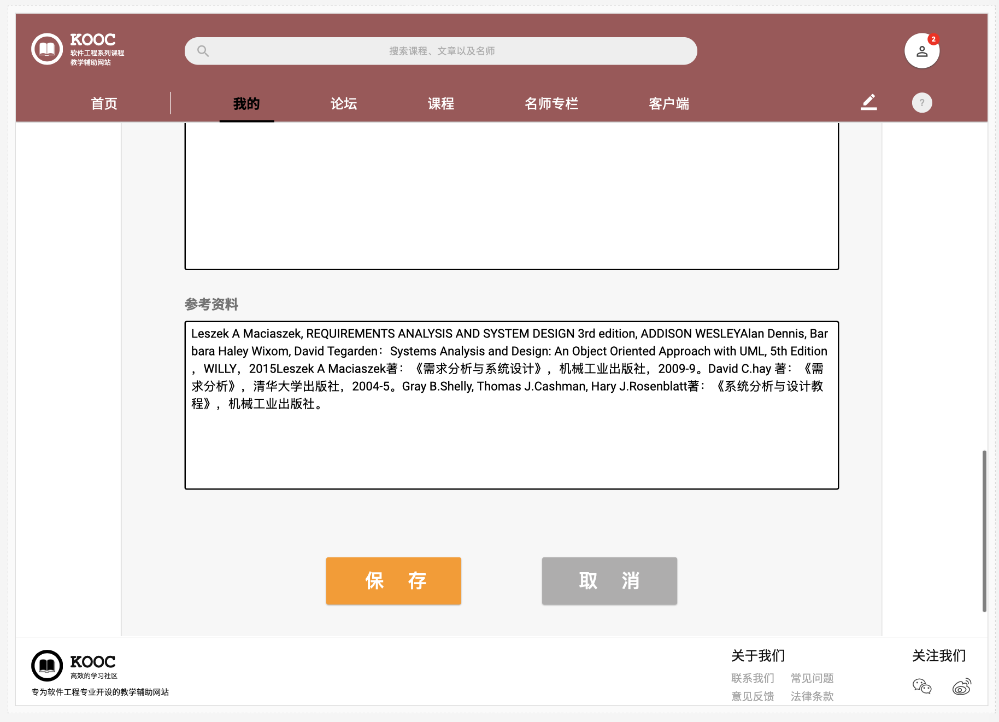 KOOC
软件工程系列课程
教学辅助网站
搜索课程、文章以及名师
2
首页
我的
论坛
课程
名师专栏
客户端
?
参考资料
Leszek A Maciaszek, REQUIREMENTS ANALYSIS AND SYSTEM DESIGN 3rd edition, ADDISON WESLEYAlan Dennis, Bar
bara Haley Wixom, David Tegarden：Systems Analysis and Design: An Object Oriented Approach with UML, 5th Edition
，WILLY，2015Leszek A Maciaszek著：《需求分析与系统设计》，机械工业出版社，2009-9。David C.hay 著：《需
求分析》，清华大学出版社，2004-5。Gray B.Shelly, Thomas J.Cashman, Hary J.Rosenblatt著：《系统分析与设计教
程》，机械工业出版社。
保 存
取 消
KOOC
高效的学习社区
专为软件工程专业开设的教学辅助网站
关于我们
联系我们 常见问题
意见反馈 法律条款
关注我们